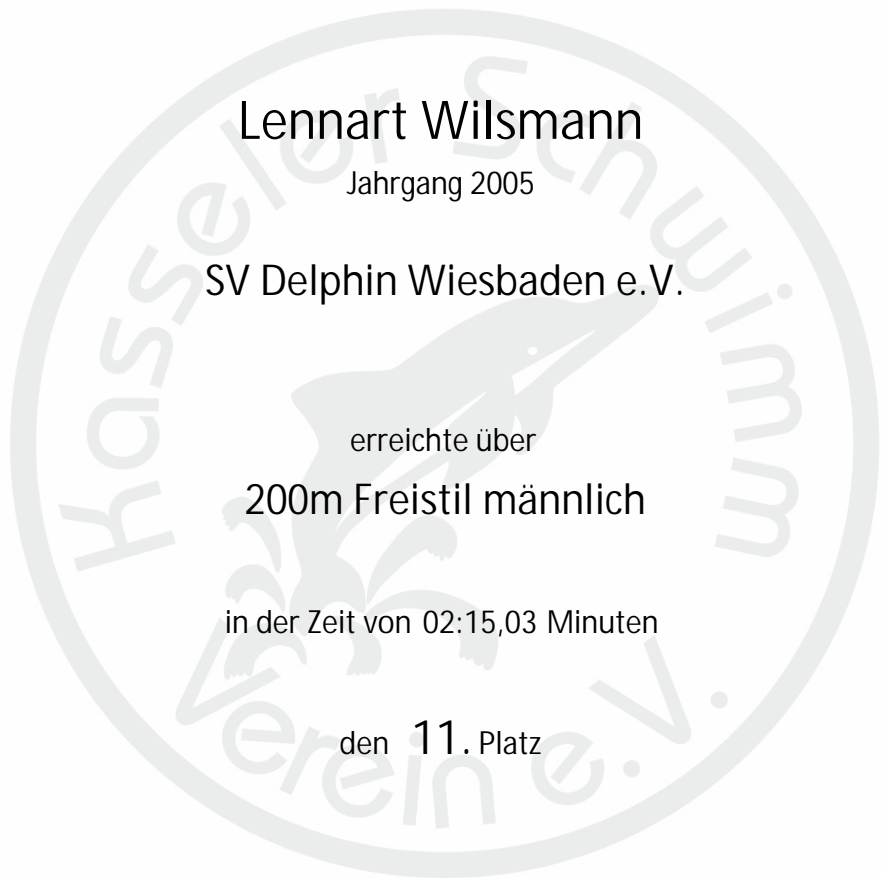 Kasseler Schwimm
Lennart Wilsmann
Jahrgang 2005
SV Delphin Wiesbaden e.V.
erreichte über
200m Freistil männlich
in der Zeit von 02:15,03 Minuten
den 11. Platz
Verein e.V.